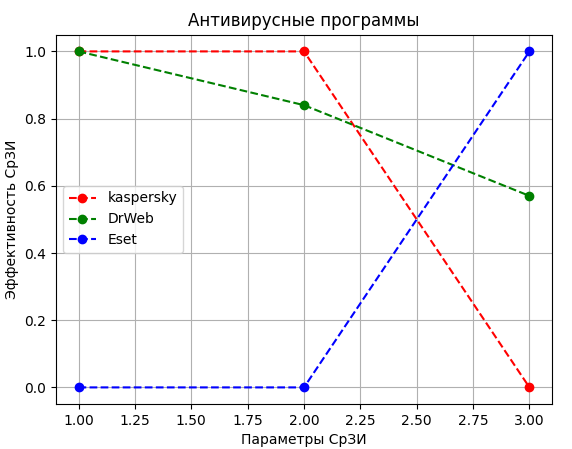 Антивирусные программы
1.0
0.8
0.6
0.4
0.2
0.0
Эффективность СрЗИ
kaspersky
DrWeb
Eset
1.00 1.25 1.50 1.75 2.00 2.25 2.50 2.75 3.00
Параметры СрЗИ